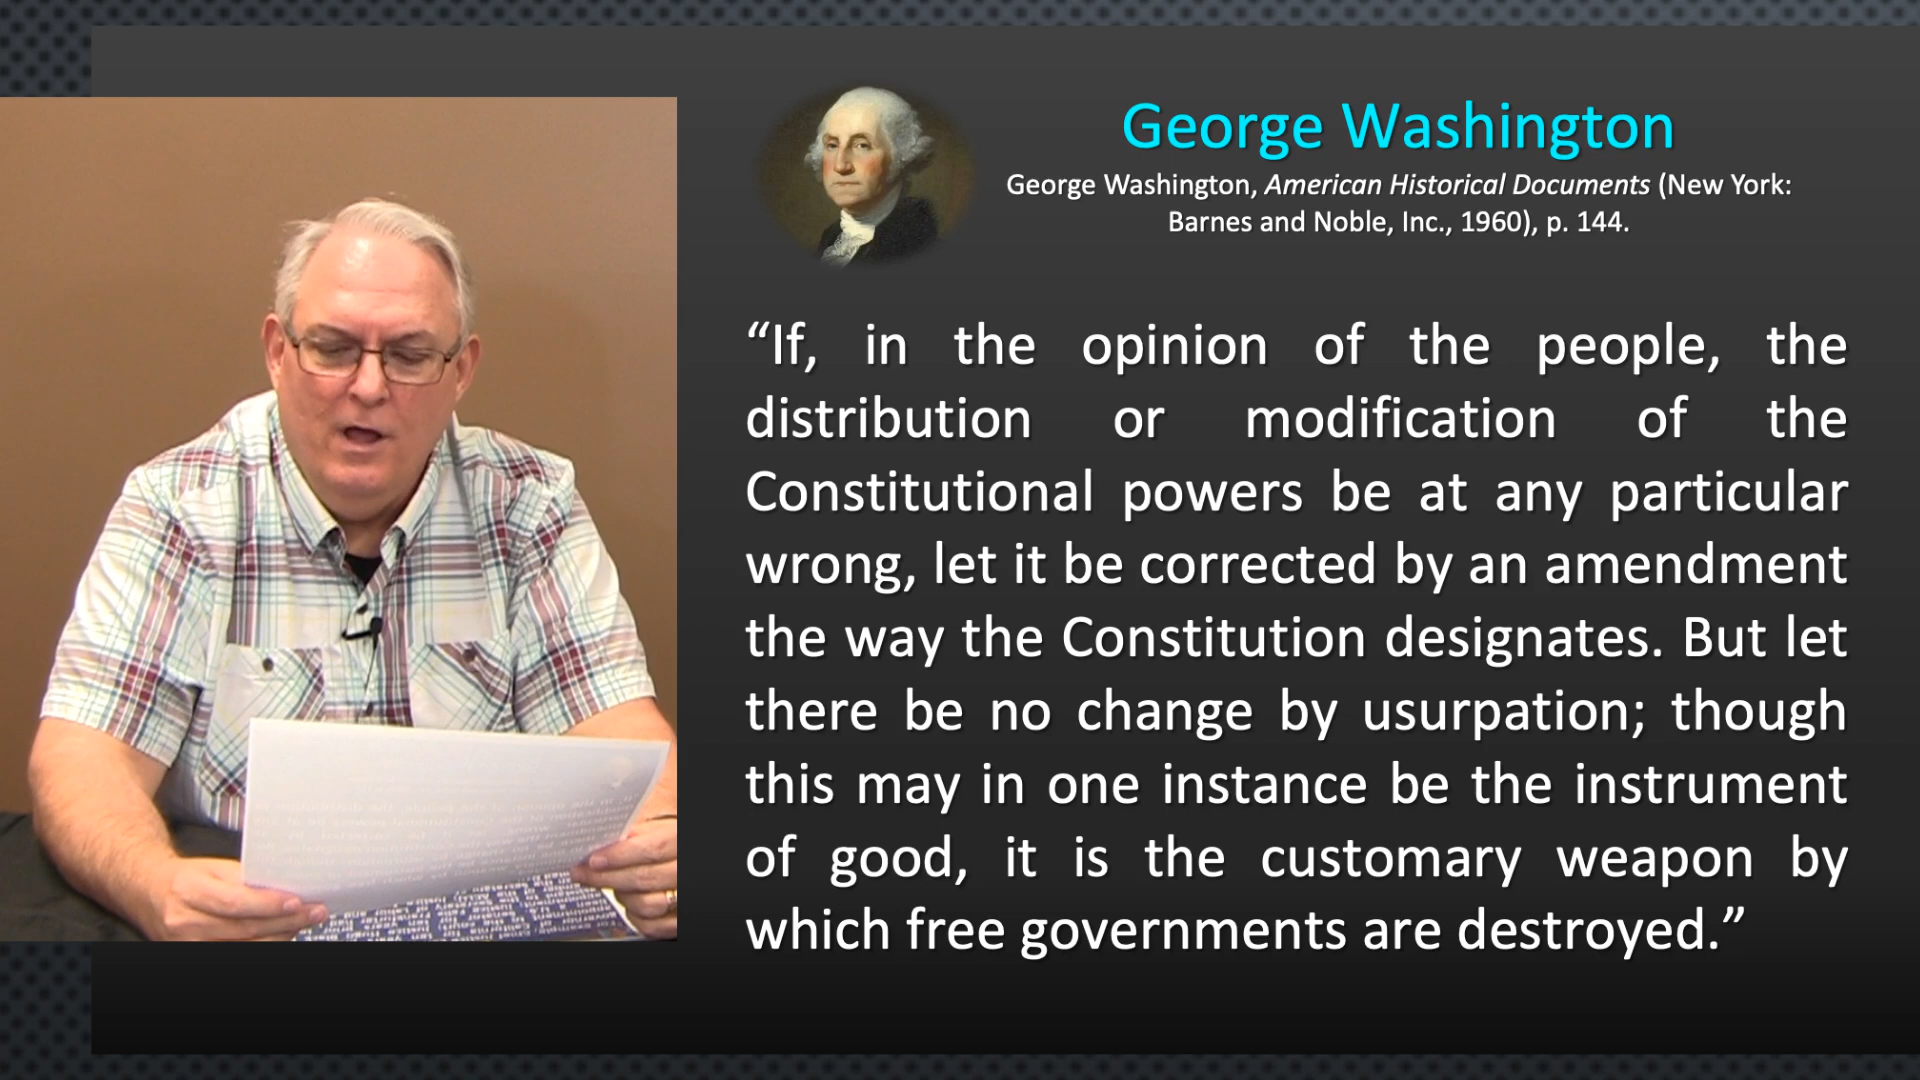 George Washington
George Washington, American Historical Documents (New York:
Barnes and Noble, Inc., 1960), p. 144.
“If, in the opinion of the people, the
distribution or modification of the
Constitutional powers be at any particular
wrong, let it be corrected by an amendment
the way the Constitution designates. But let
there be no change by usurpation; though
this may in one instance be the instrument
of good, it is the customary weapon by
which free governments are destroyed.”